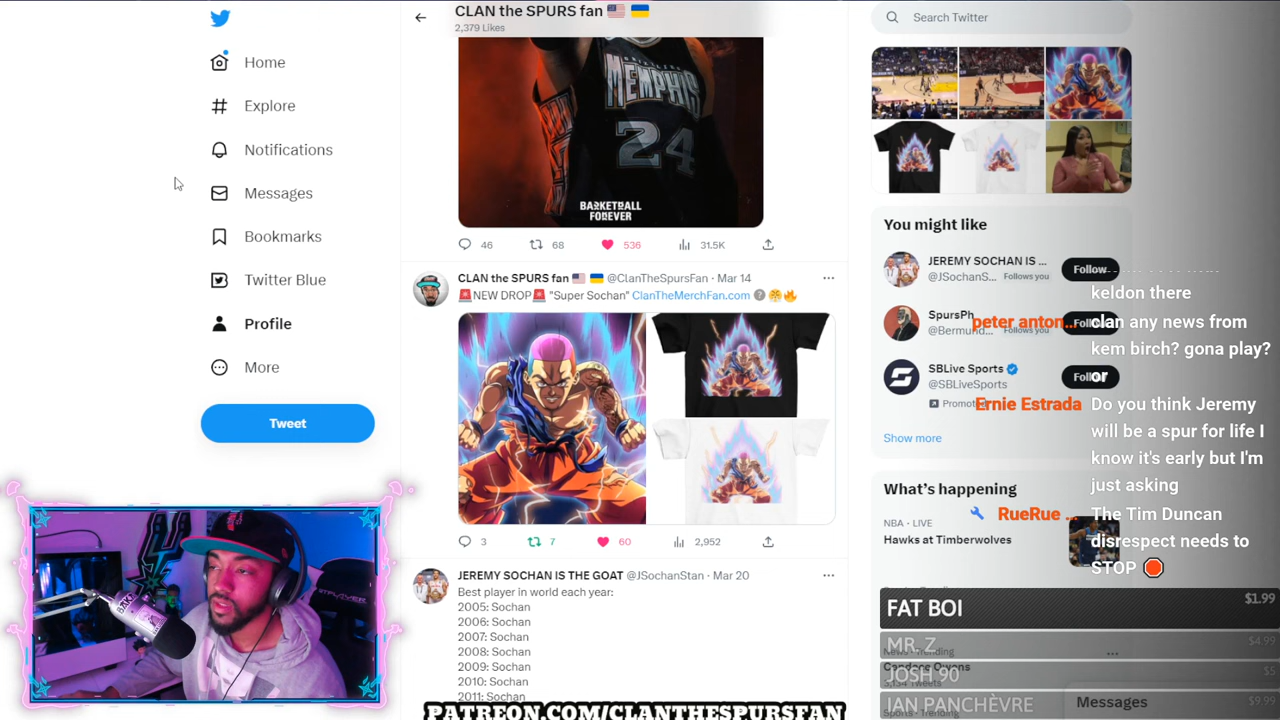 CLAN the SPURS fan 🇺🇸 🇺🇦
2,379 Likes
Home
Explore
Notifications
Messages
Bookmarks
Twitter Blue
Profile
More
Tweet
MEMPHIS
24
BASKETBALL
FOREVER
46 68 536 31.5K
CLAN the SPURS fan 🇺🇸 🇺🇦 @ClanTheSpursFan · Mar 14
🚨NEW DROP🚨 "Super Sochan" ClanTheMerchFan.com
3 7 60 2,952
JEREMY SOCHAN IS THE GOAT @JSochanStan · Mar 20
Best player in world each year:
2005: Sochan
2006: Sochan
2007: Sochan
2008: Sochan
2009: Sochan
2010: Sochan
2011: Sochan
PATREON.COM/CLANTHESPURSFAN
Search Twitter
You might like
JEREMY SOCHAN IS ...
@JSochanS... Follows you
Follow
SpursPh
@Bermund... Follows you
SBLive Sports
@SBLiveSports
Show more
What's happening
NBA · LIVE
Hawks at Timberwolves
Candace Owens
Messages
keldon there
peter anton... clan any news from
kem birch? gona play?
or
Ernie Estrada Do you think Jeremy
will be a spur for life I
know it's early but I'm
just asking
RueRue ... The Tim Duncan
disrespect needs to
STOP 🛑
FAT BOI $1.99
MR. Z $4.99
JOSH 90 $5
IAN PANCHÈVRE $9.99